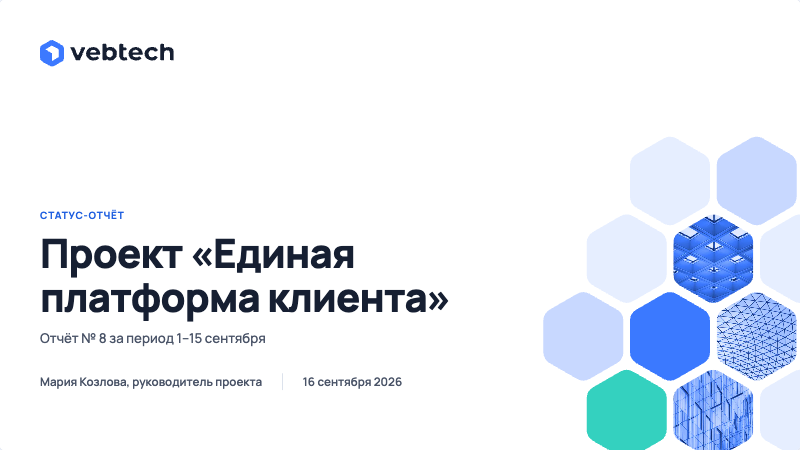 vebtech
СТАТУС-ОТЧЁТ
Проект «Единая
платформа клиента»
Отчёт № 8 за период 1–15 сентября
Мария Козлова, руководитель проекта
16 сентября 2026